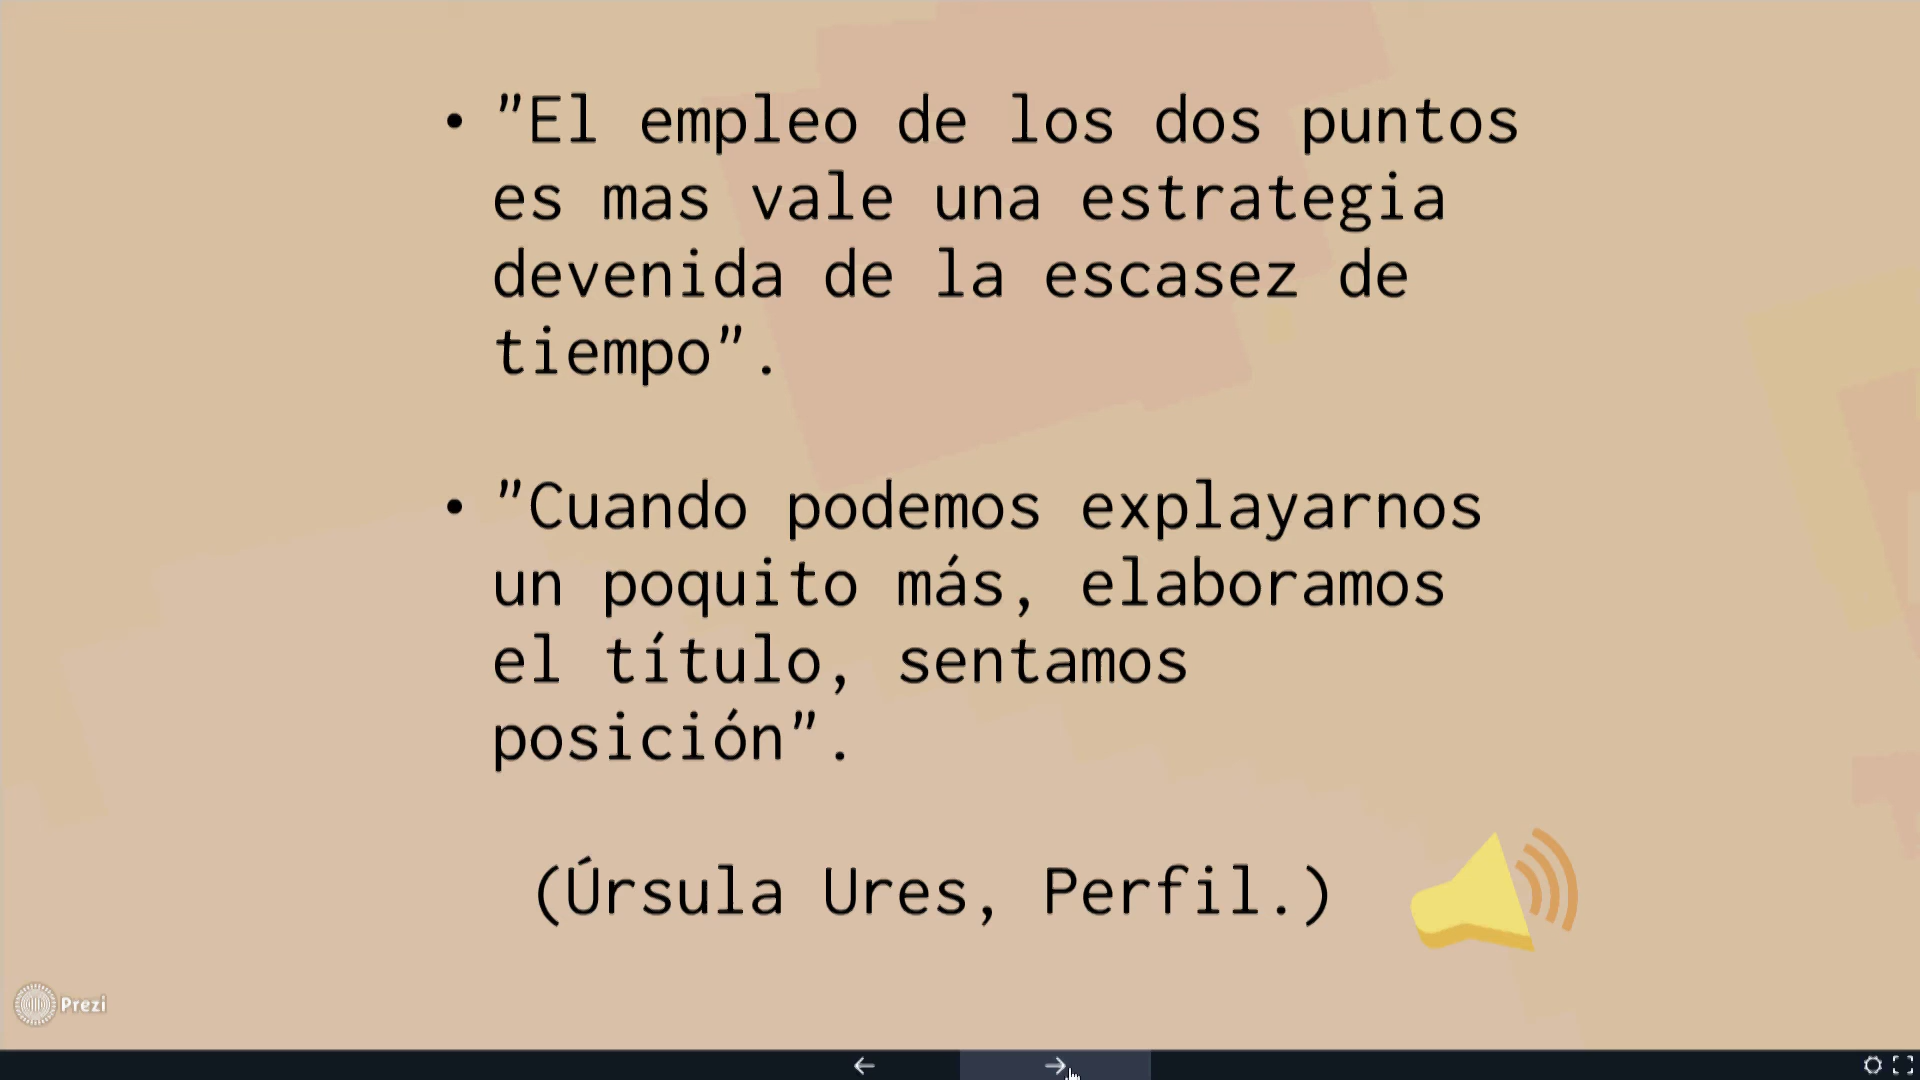 • "El empleo de los dos puntos
es mas vale una estrategia
devenida de la escasez de
tiempo".
• "Cuando podemos explayarnos
un poquito más, elaboramos
el título, sentamos
posición".
(Úrsula Ures, Perfil.)
Prezi